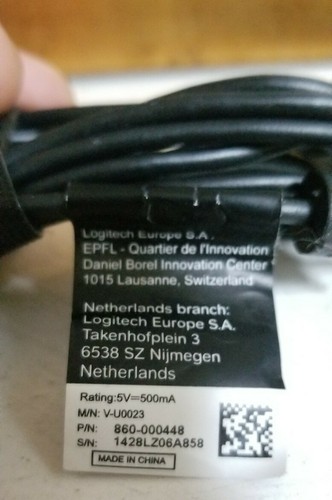 Logitech Europe S.A.
EPFL - Quartier de l'Innovation
Daniel Borel Innovation Center
1015 Lausanne, Switzerland
Netherlands branch:
Logitech Europe S.A.
Takenhofplein 3
6538 SZ Nijmegen
Netherlands
Rating:5V⎓500mA
M/N: V-U0023
P/N: 860-000448
S/N: 1428LZ06A858
MADE IN CHINA